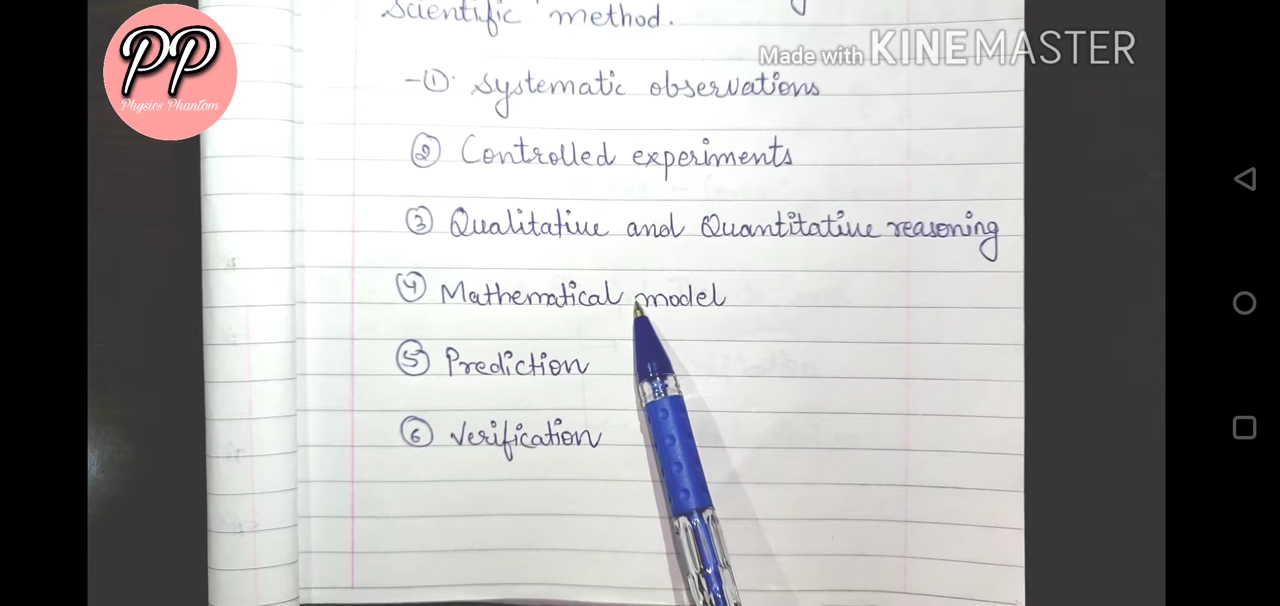 scientific method.
PP
Physics Phantom
Made with KINEMASTER
-① Systematic observations
② Controlled experiments
③ Qualitative and Quantitative reasoning
④ Mathematical model
⑤ Prediction
⑥ Verification